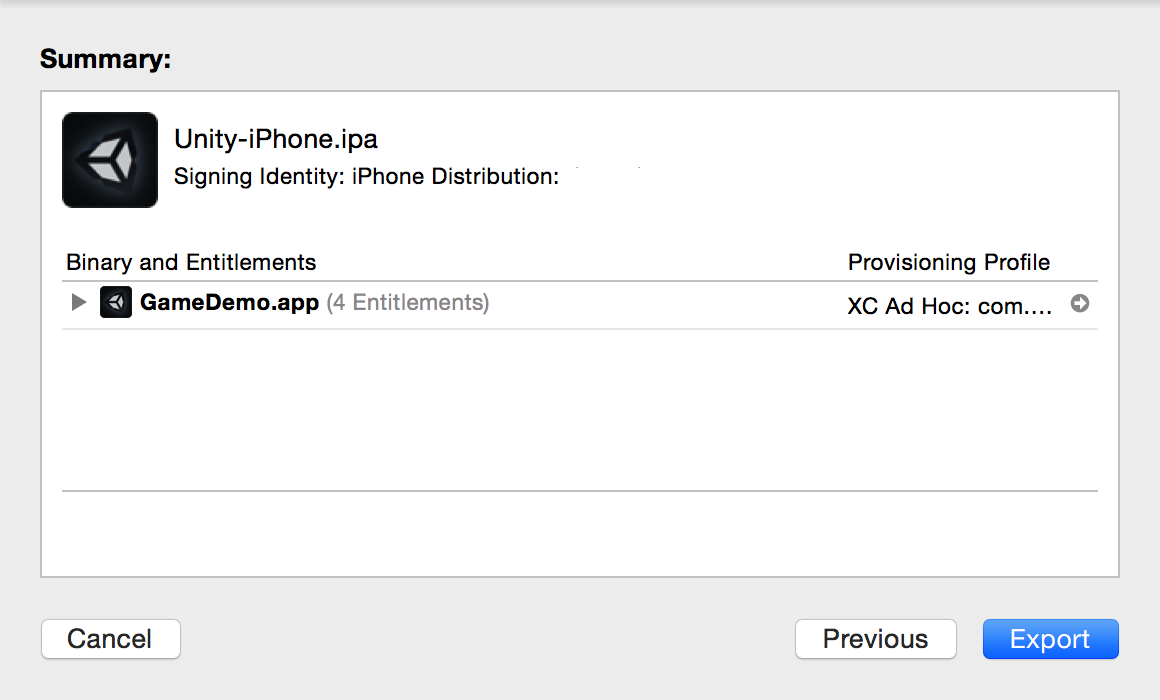 Summary:
Unity-iPhone.ipa
Signing Identity: iPhone Distribution:
Binary and Entitlements Provisioning Profile
GameDemo.app (4 Entitlements) XC Ad Hoc: com....
Cancel Previous Export